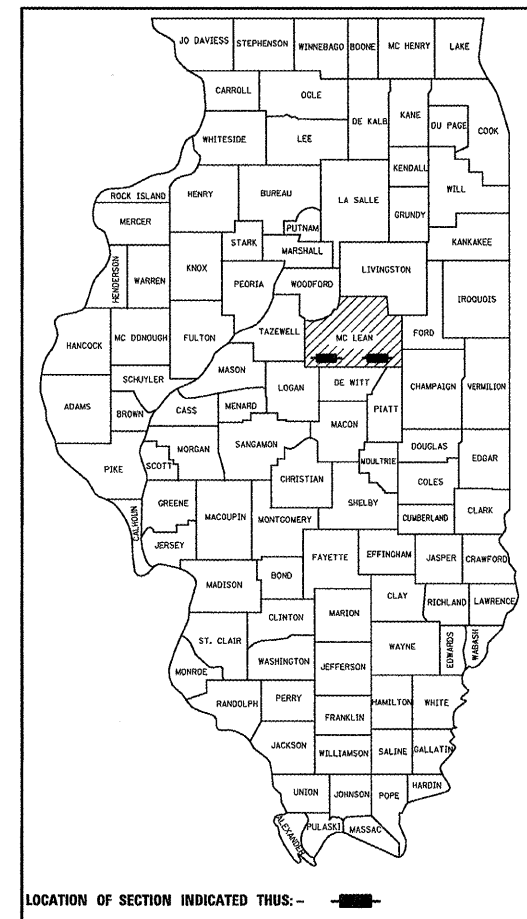 JO DAVIESS STEPHENSON WINNEBAGO BOONE MC HENRY LAKE
CARROLL OGLE
DE KALB KANE DU PAGE COOK
WHITESIDE LEE
KENDALL WILL
ROCK ISLAND HENRY BUREAU LA SALLE GRUNDY
MERCER PUTNAM
STARK MARSHALL KANKAKEE
HENDERSON WARREN KNOX PEORIA WOODFORD LIVINGSTON
IROQUOIS
HANCOCK MC DONOUGH FULTON TAZEWELL MC LEAN FORD
MASON
SCHUYLER LOGAN DE WITT CHAMPAIGN VERMILION
ADAMS BROWN CASS MENARD MACON PIATT
MORGAN SANGAMON DOUGLAS EDGAR
PIKE SCOTT CHRISTIAN MOULTRIE COLES
GREENE SHELBY
CALHOUN MACOUPIN MONTGOMERY CUMBERLAND CLARK
JERSEY FAYETTE EFFINGHAM JASPER CRAWFORD
MADISON BOND CLAY
CLINTON MARION RICHLAND LAWRENCE
ST. CLAIR WAYNE EDWARDS WABASH
WASHINGTON JEFFERSON
MONROE
RANDOLPH PERRY HAMILTON WHITE
FRANKLIN
JACKSON WILLIAMSON SALINE GALLATIN
UNION JOHNSON POPE HARDIN
ALEXANDER PULASKI MASSAC
LOCATION OF SECTION INDICATED THUS: -